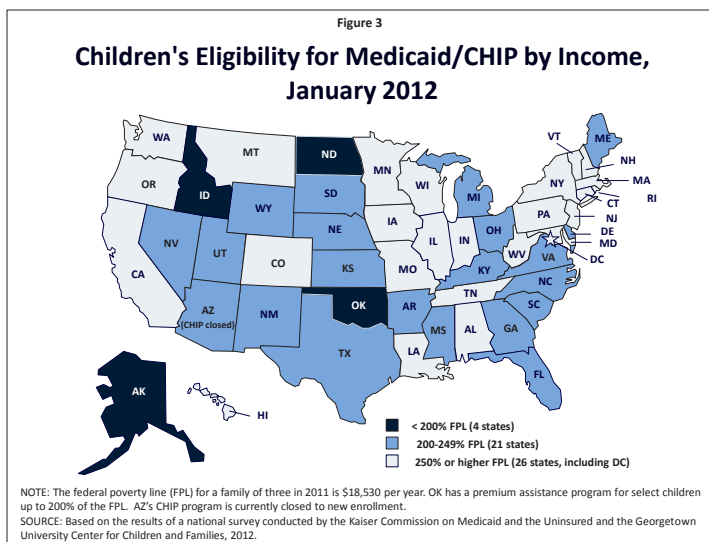 Figure 3
Children's Eligibility for Medicaid/CHIP by Income,
January 2012
WA
MT
ND
MN
VT
ME
NH
OR
ID
SD
WI
MI
NY
MA
RI
CT
WY
IA
PA
NJ
NE
OH
DE
NV
UT
IL
IN
MD
CO
WV
VA
DC
CA
KS
MO
KY
NC
TN
AZ
(CHIP closed)
NM
OK
AR
SC
MS
AL
GA
TX
LA
FL
AK
HI
< 200% FPL (4 states)
200-249% FPL (21 states)
250% or higher FPL (26 states, including DC)
NOTE: The federal poverty line (FPL) for a family of three in 2011 is $18,530 per year. OK has a premium assistance program for select children
up to 200% of the FPL. AZ's CHIP program is currently closed to new enrollment.
SOURCE: Based on the results of a national survey conducted by the Kaiser Commission on Medicaid and the Uninsured and the Georgetown
University Center for Children and Families, 2012.